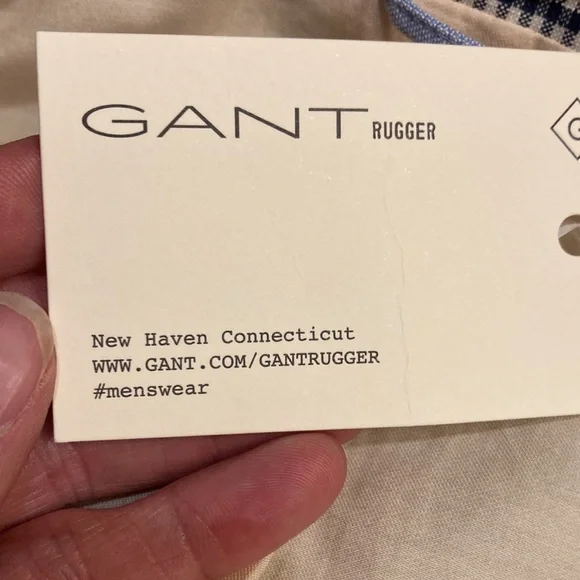 GANT RUGGER
G
New Haven Connecticut
WWW.GANT.COM/GANTRUGGER
#menswear